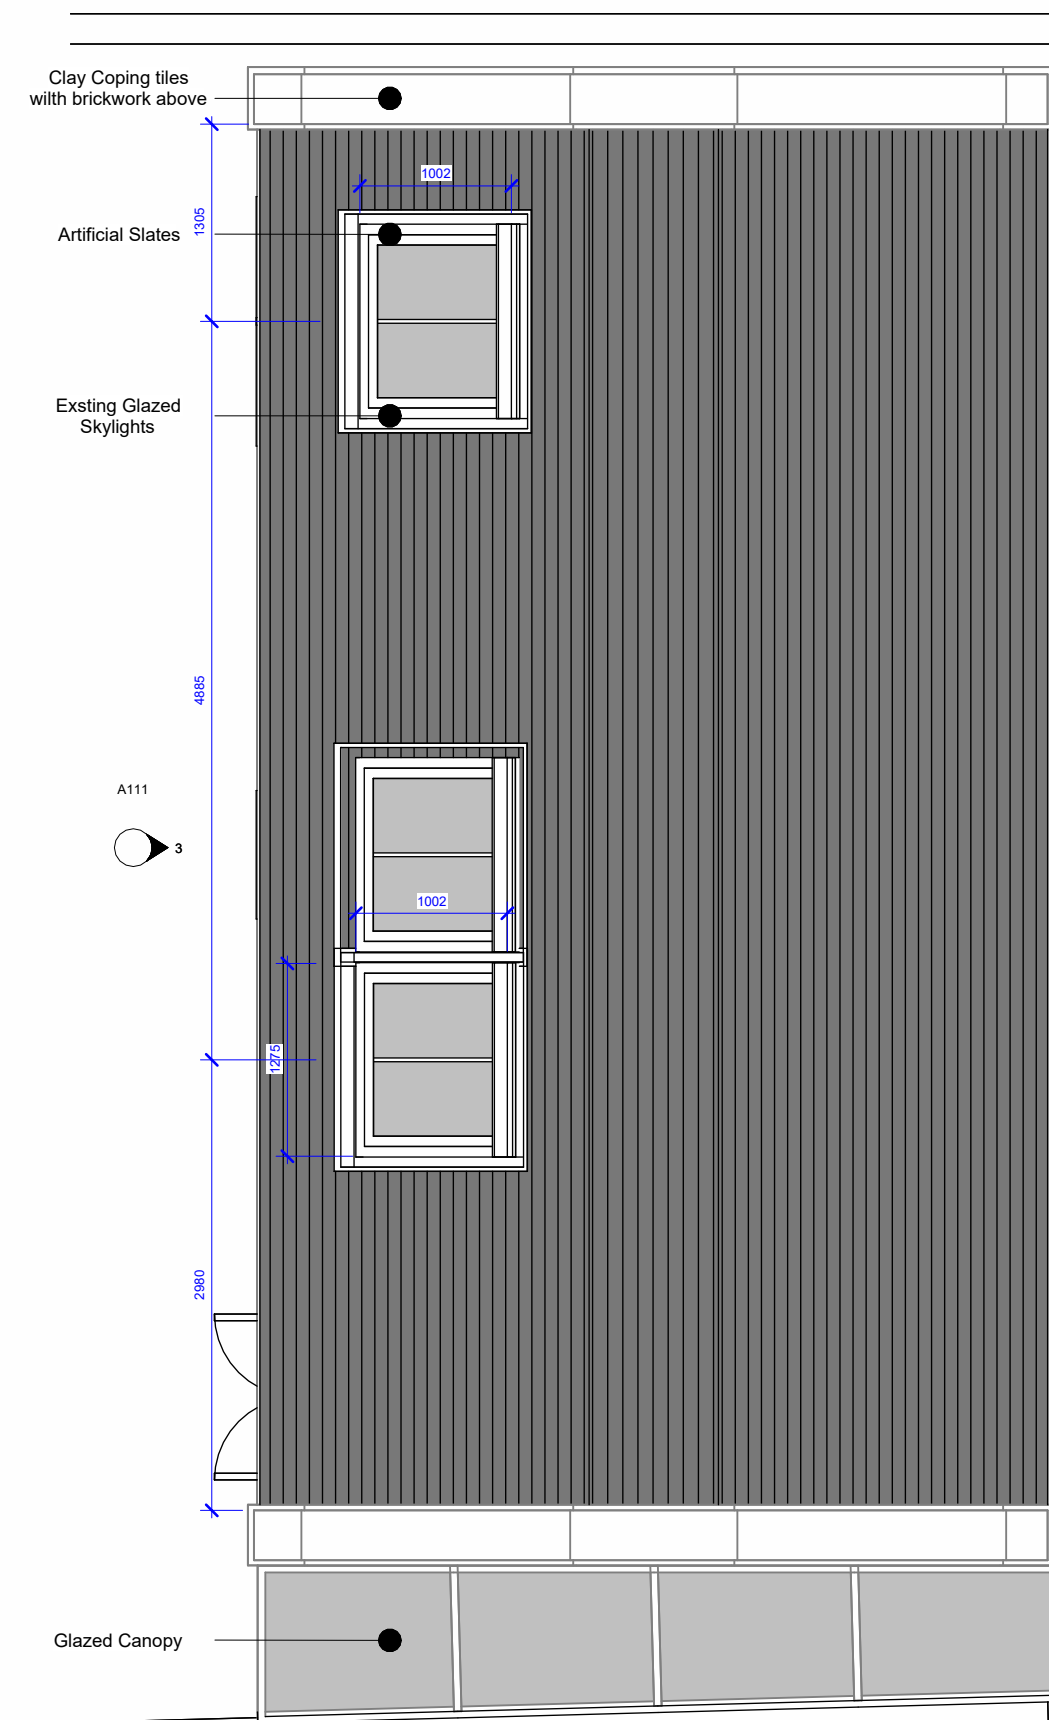 Clay Coping tiles
wilth brickwork above
1002
1305
Artificial Slates
Exsting Glazed
Skylights
4885
A111
3
1002
1275
2980
Glazed Canopy